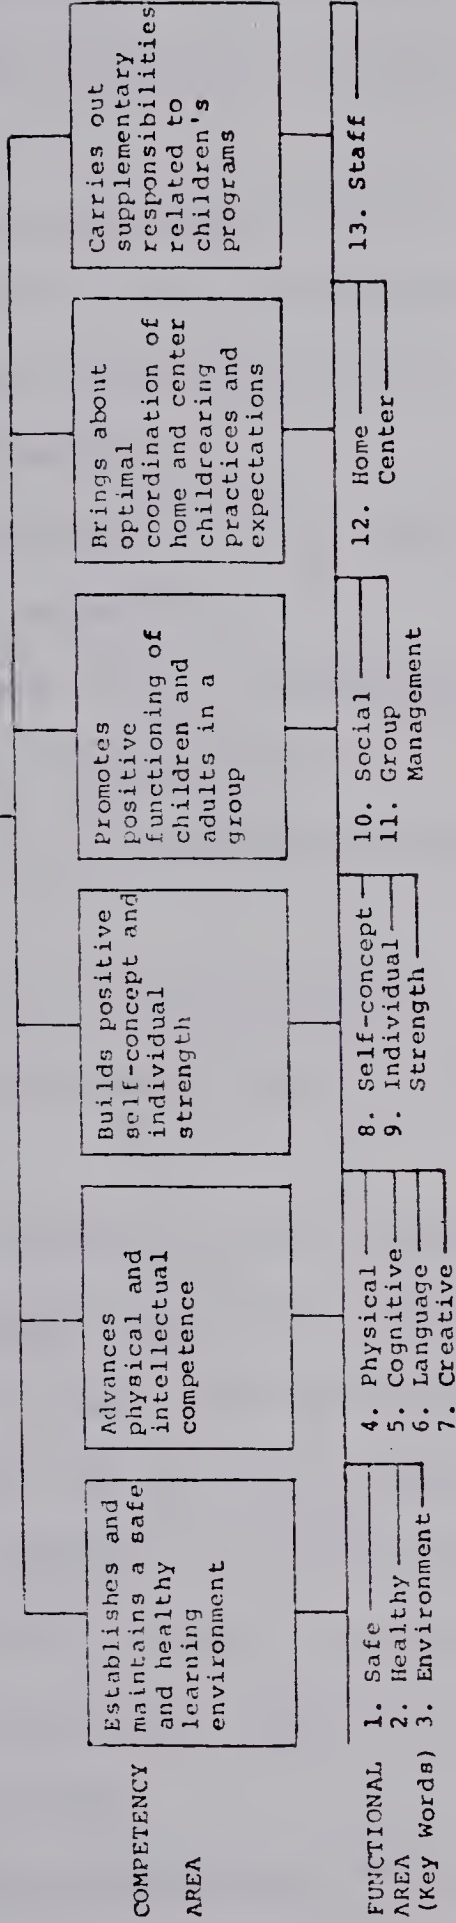 COMPETENCY
AREA
Establishes and
maintains a safe
and healthy
learning
environment
Advances
physical and
intellectual
competence
Builds positive
self-concept and
individual
strength
Promotes
positive
functioning of
children and
adults in a
group
Brings about
optimal
coordination of
home and center
childrearing
practices and
expectations
Carries out
supplementary
responsibilities
related to
children's
programs
FUNCTIONAL
AREA
(Key Words)
1. Safe
2. Healthy
3. Environment
4. Physical
5. Cognitive
6. Language
7. Creative
8. Self-concept
9. Individual
Strength
10. Social
11. Group
Management
12. Home
Center
13. Staff